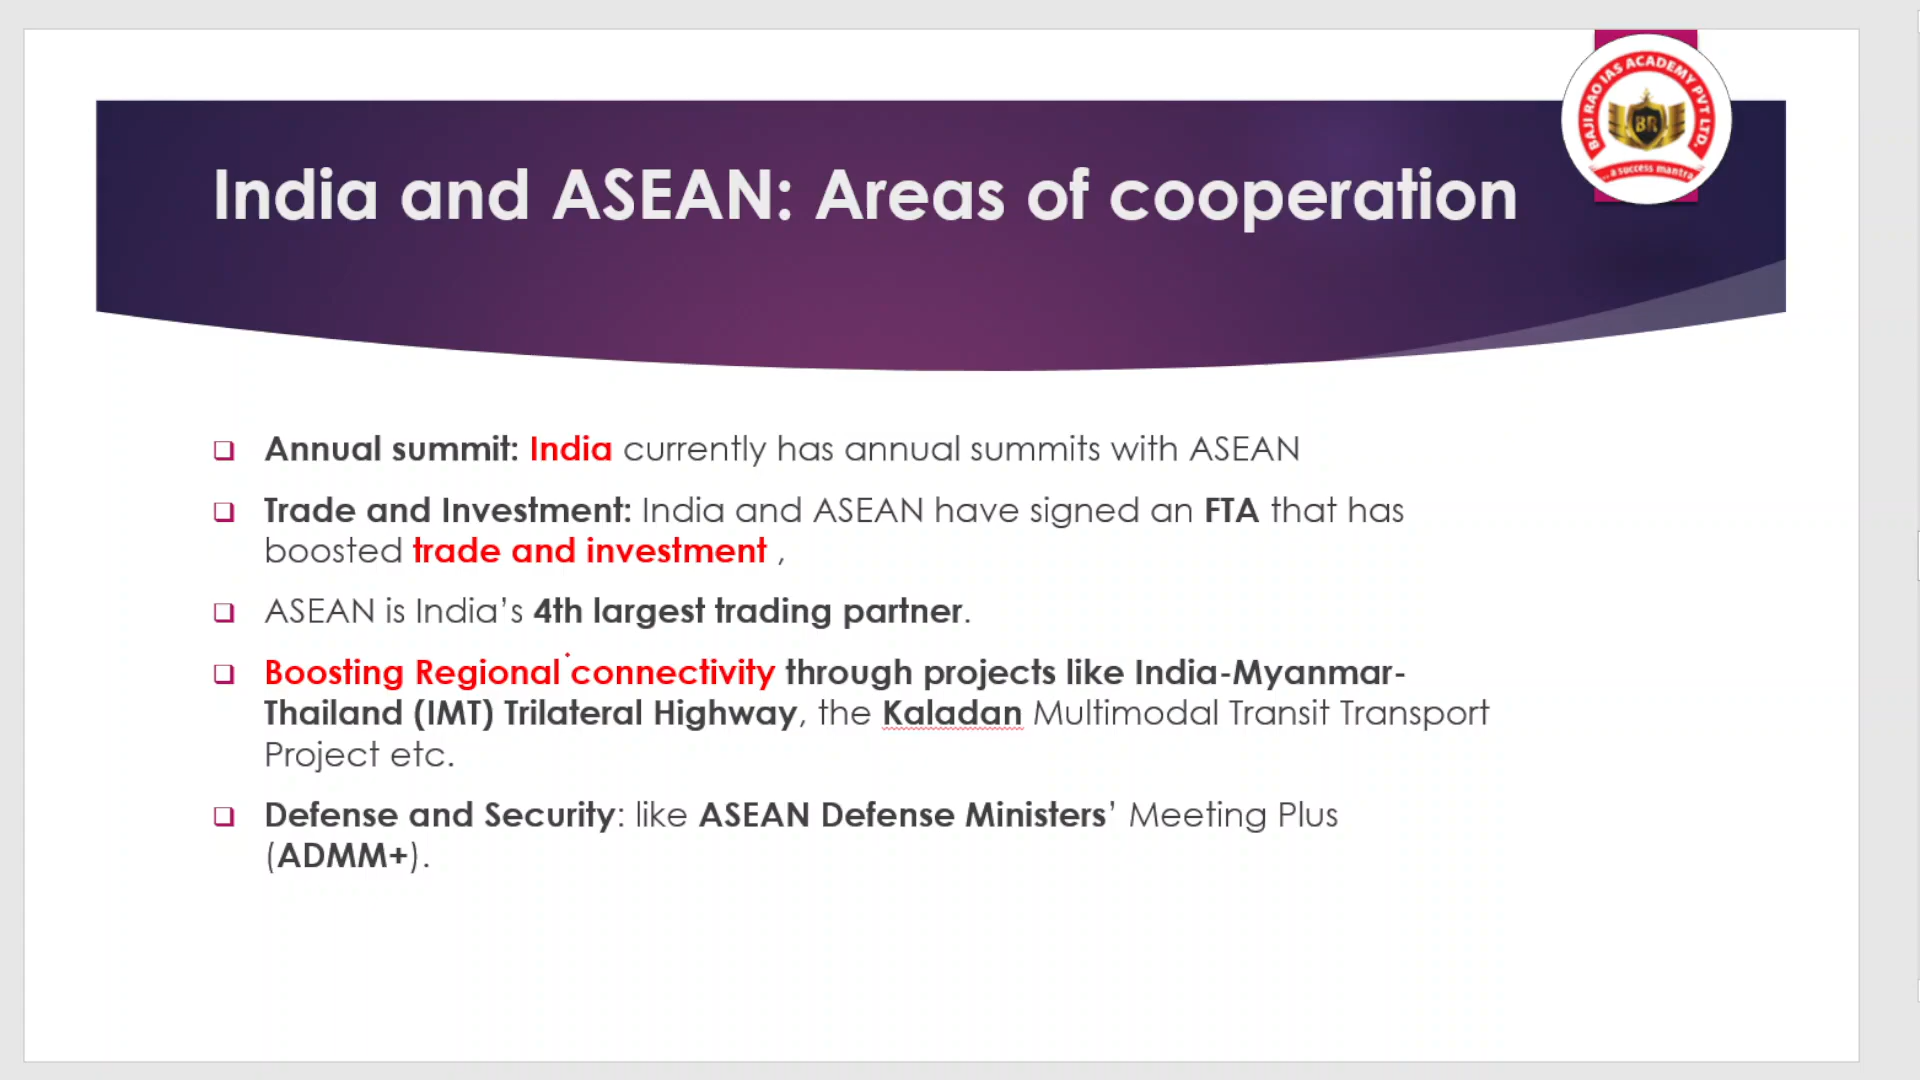 BAJI RAO IAS ACADEMY PVT LTD.
BR
...a success mantra
India and ASEAN: Areas of cooperation
Annual summit: India currently has annual summits with ASEAN
Trade and Investment: India and ASEAN have signed an FTA that has
boosted trade and investment ,
ASEAN is India’s 4th largest trading partner.
Boosting Regional connectivity through projects like India-Myanmar-
Thailand (IMT) Trilateral Highway, the Kaladan Multimodal Transit Transport
Project etc.
Defense and Security: like ASEAN Defense Ministers’ Meeting Plus
(ADMM+).